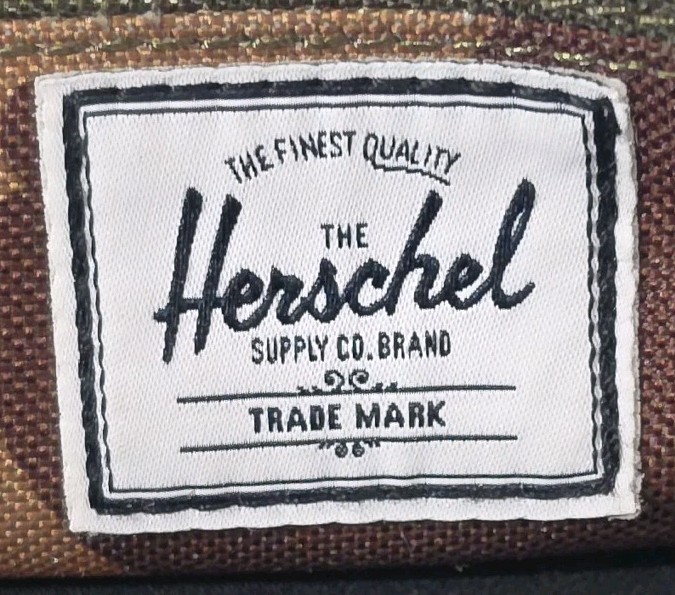 THE FINEST QUALITY
THE
Herschel
SUPPLY CO. BRAND
TRADE MARK